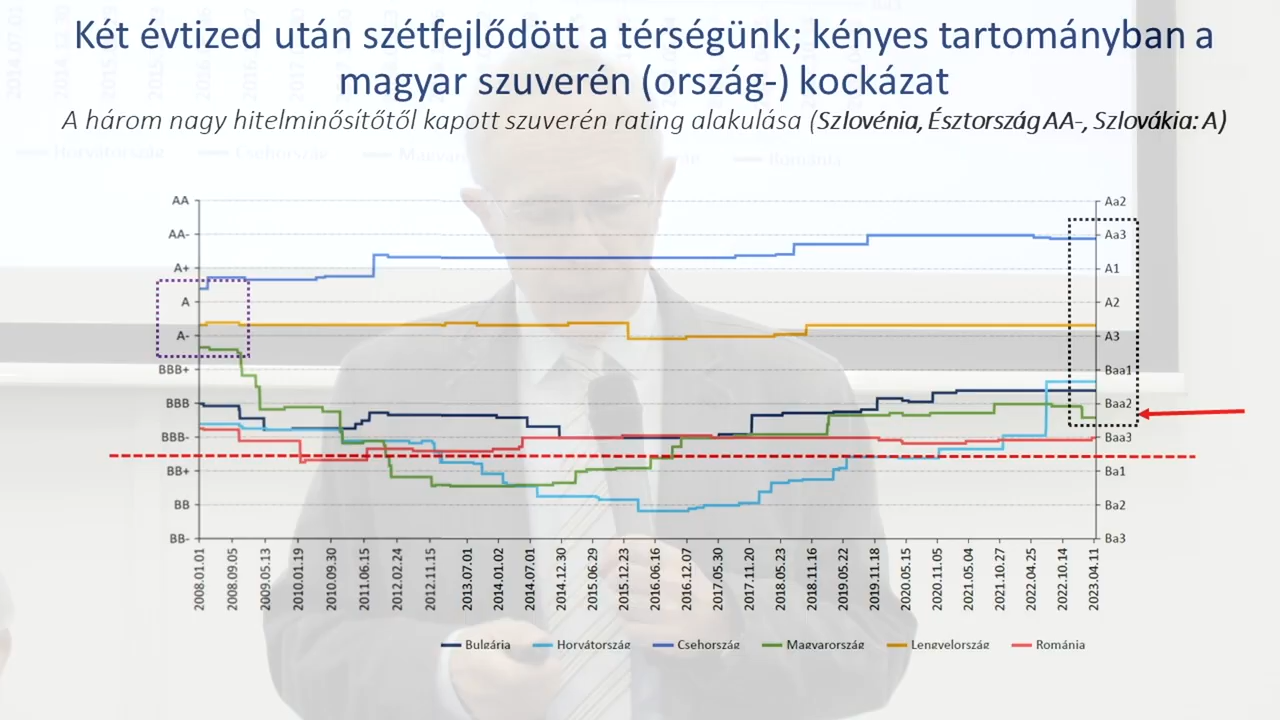 Két évtized után szétfejlődött a térségünk; kényes tartományban a
magyar szuverén (ország-) kockázat
A három nagy hitelminősítőtől kapott szuverén rating alakulása (Szlovénia, Észtország AA-, Szlovákia: A)
Horvátország Csehország Románia
AA Aa2
AA- Aa3
A+ A1
A A2
A- A3
BBB+ Baa1
BBB Baa2
BBB- Baa3
BB+ Ba1
BB Ba2
BB- Ba3
2008.01.01 2008.09.05 2009.05.13 2010.01.19 2010.09.30 2011.06.15 2012.02.24 2012.11.15 2013.07.01 2014.01.02 2014.07.01 2014.12.30 2015.06.29 2015.12.23 2016.06.16 2016.12.07 2017.05.30 2017.11.20 2018.05.23 2018.11.16 2019.05.22 2019.11.18 2020.05.15 2020.11.05 2021.05.04 2021.10.27 2022.04.25 2022.10.14 2023.04.11
Bulgária Horvátország Csehország Magyarország Lengyelország Románia